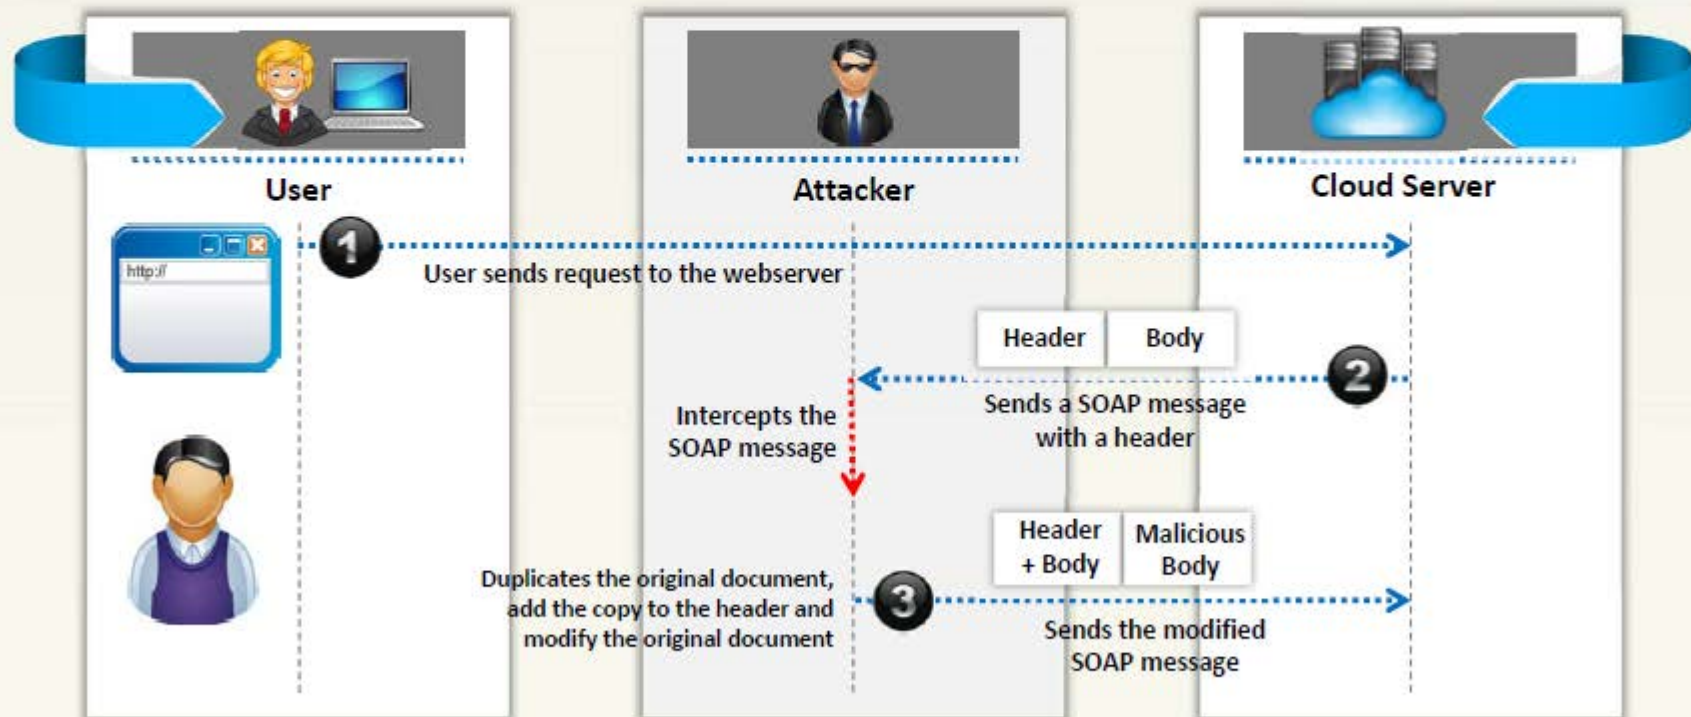 User
Attacker
Cloud Server
http://
1
User sends request to the webserver
Header
Body
2
Sends a SOAP message
with a header
Intercepts the
SOAP message
Header
+ Body
Malicious
Body
Duplicates the original document,
add the copy to the header and
modify the original document
3
Sends the modified
SOAP message